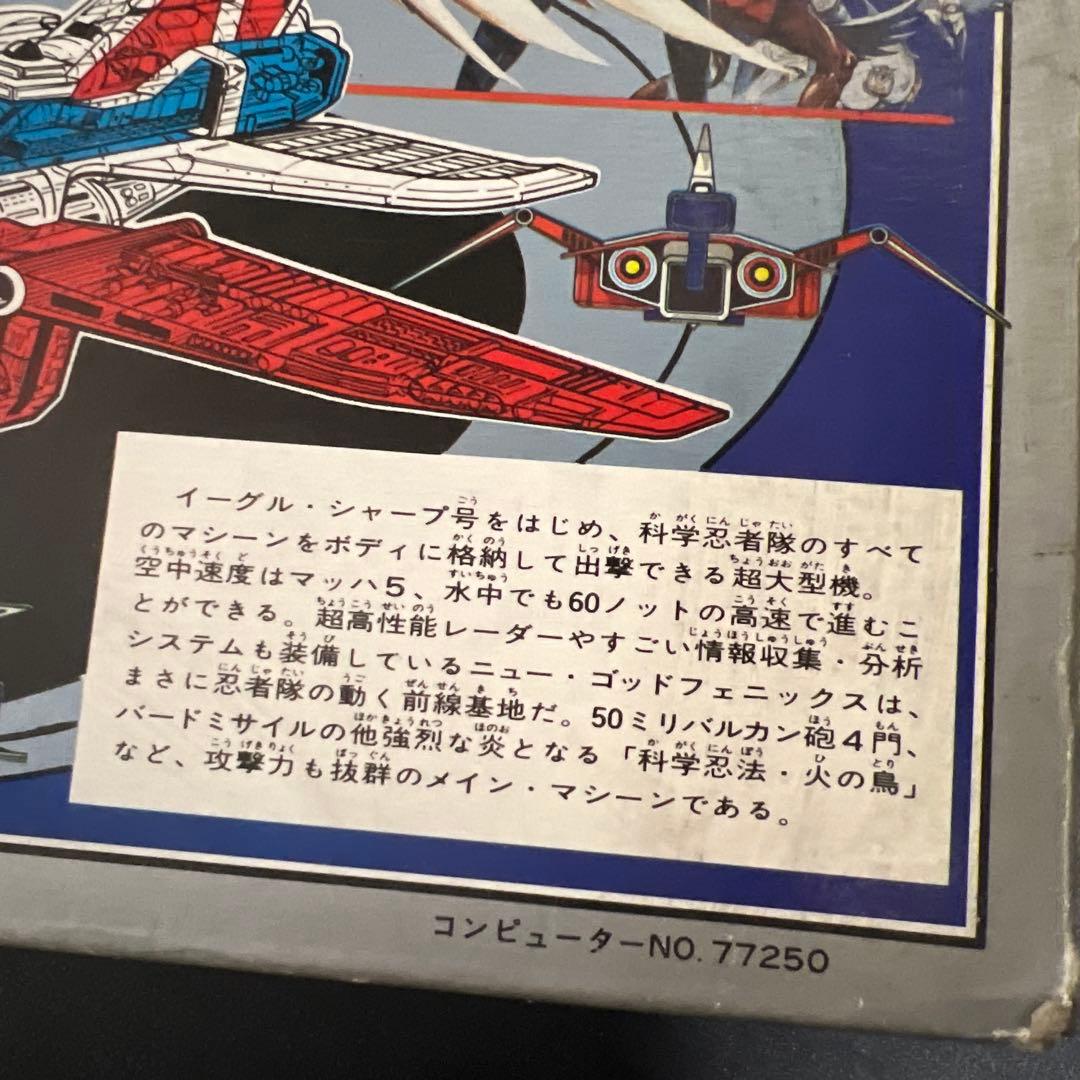 イーグル・シャープ号をはじめ、科学忍者隊のすべて
のマシーンをボディに格納して出撃できる超大型機。
空中速度はマッハ5、水中でも60ノットの高速で進むこ
とができる。超高性能レーダーやすごい情報収集・分析
システムも装備しているニュー・ゴッドフェニックスは、
まさに忍者隊の動く前線基地だ。50ミリバルカン砲4門、
バードミサイルの他強烈な炎となる「科学忍法・火の鳥」
など、攻撃力も抜群のメイン・マシーンである。
コンピューターNO. 77250